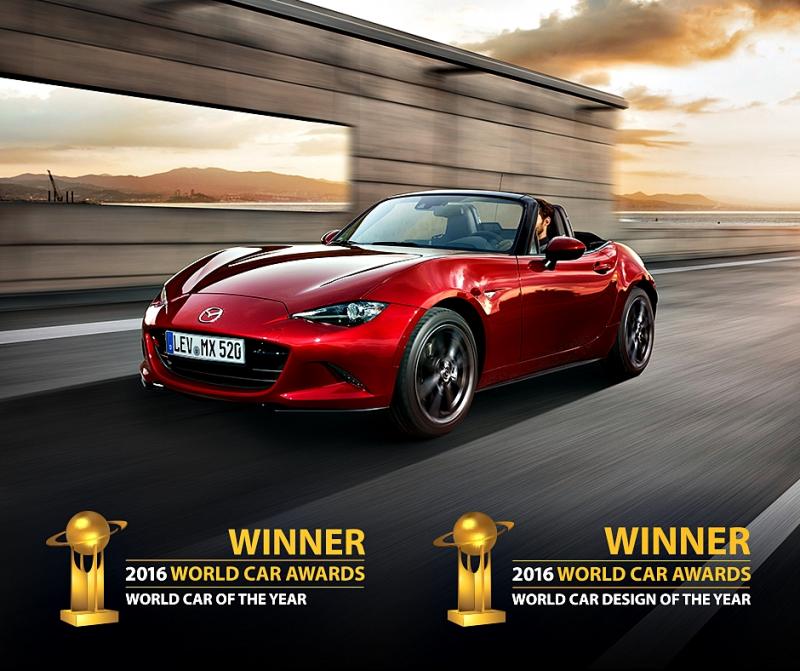 LEV MX 520
WINNER
2016 WORLD CAR AWARDS
WORLD CAR OF THE YEAR
WINNER
2016 WORLD CAR AWARDS
WORLD CAR DESIGN OF THE YEAR